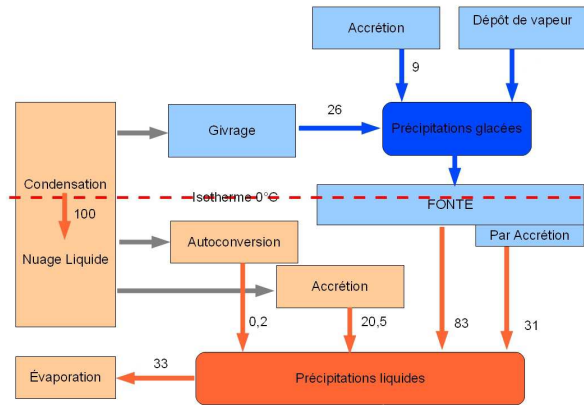 Accrétion
Dépôt de vapeur
9
Givrage
26
Précipitations glacées
Condensation
Isotherme 0°C
FONTE
100
Par Accrétion
Nuage Liquide
Autoconversion
Accrétion
0,2
20,5
83
31
33
Évaporation
Précipitations liquides